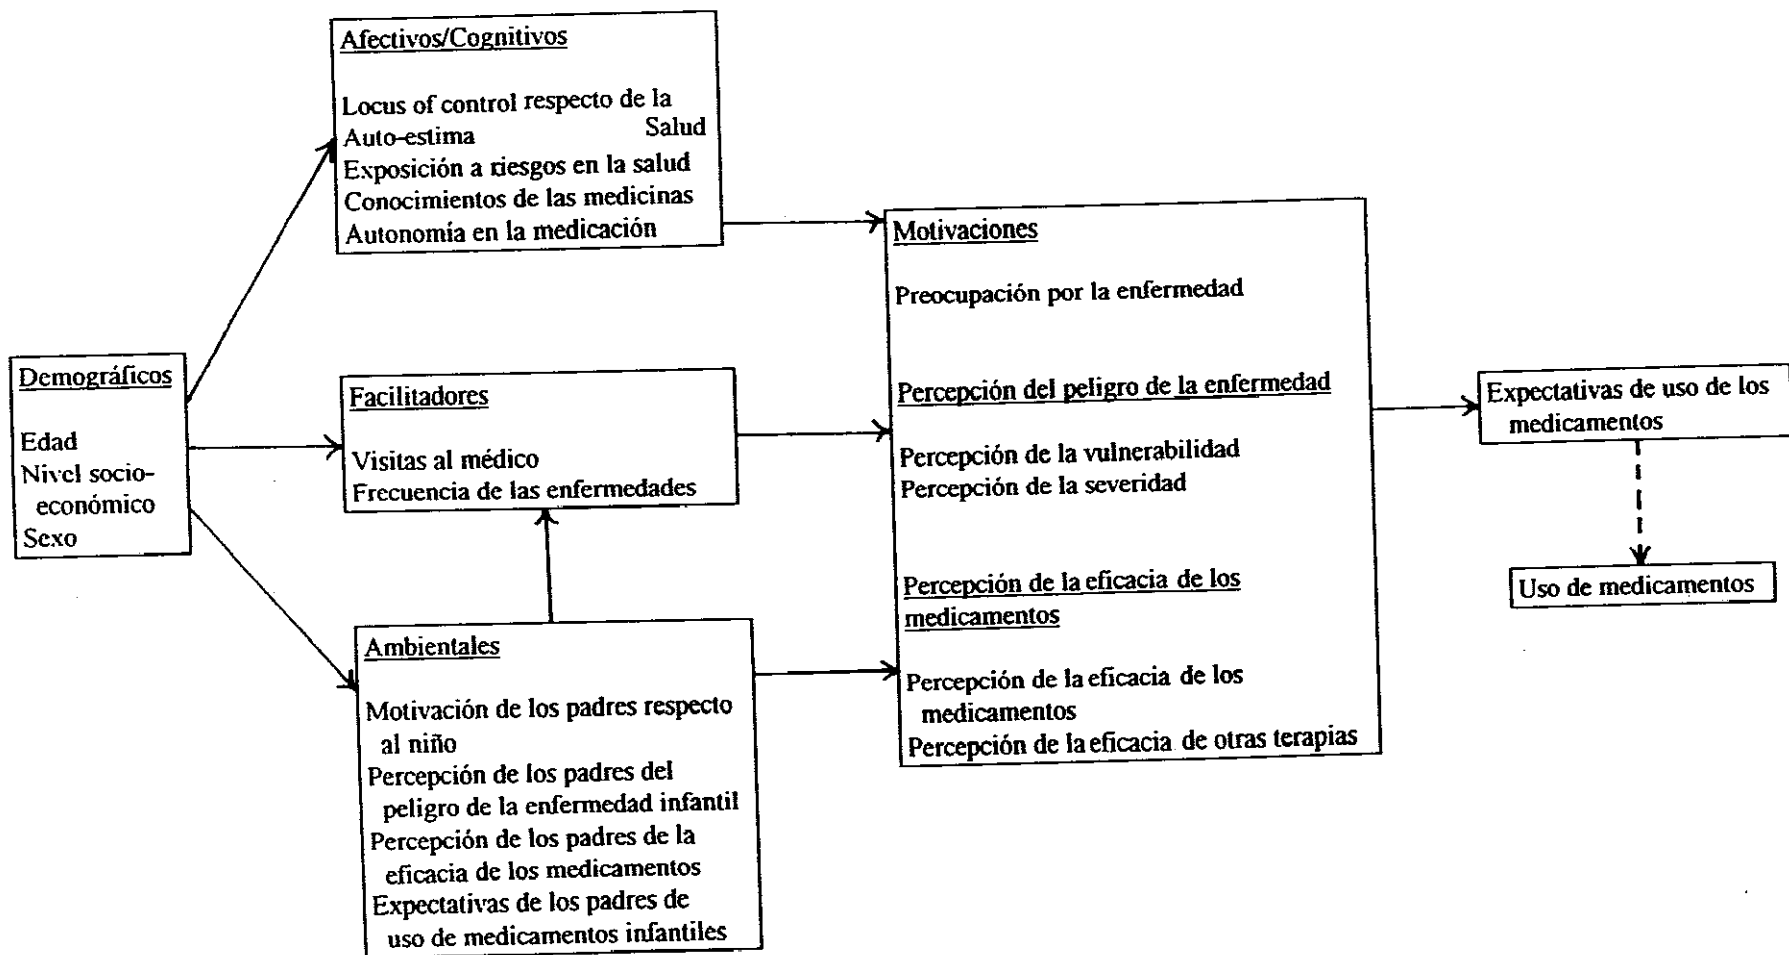 Afectivos/Cognitivos
Locus of control respecto de la
Auto-estima Salud
Exposición a riesgos en la salud
Conocimientos de las medicinas
Autonomía en la medicación
Demográficos
Edad
Nivel socio-
económico
Sexo
Facilitadores
Visitas al médico
Frecuencia de las enfermedades
Ambientales
Motivación de los padres respecto
al niño
Percepción de los padres del
peligro de la enfermedad infantil
Percepción de los padres de la
eficacia de los medicamentos
Expectativas de los padres de
uso de medicamentos infantiles
Motivaciones
Preocupación por la enfermedad
Percepción del peligro de la enfermedad
Percepción de la vulnerabilidad
Percepción de la severidad
Percepción de la eficacia de los
medicamentos
Percepción de la eficacia de los
medicamentos
Percepción de la eficacia de otras terapias
Expectativas de uso de los
medicamentos
Uso de medicamentos